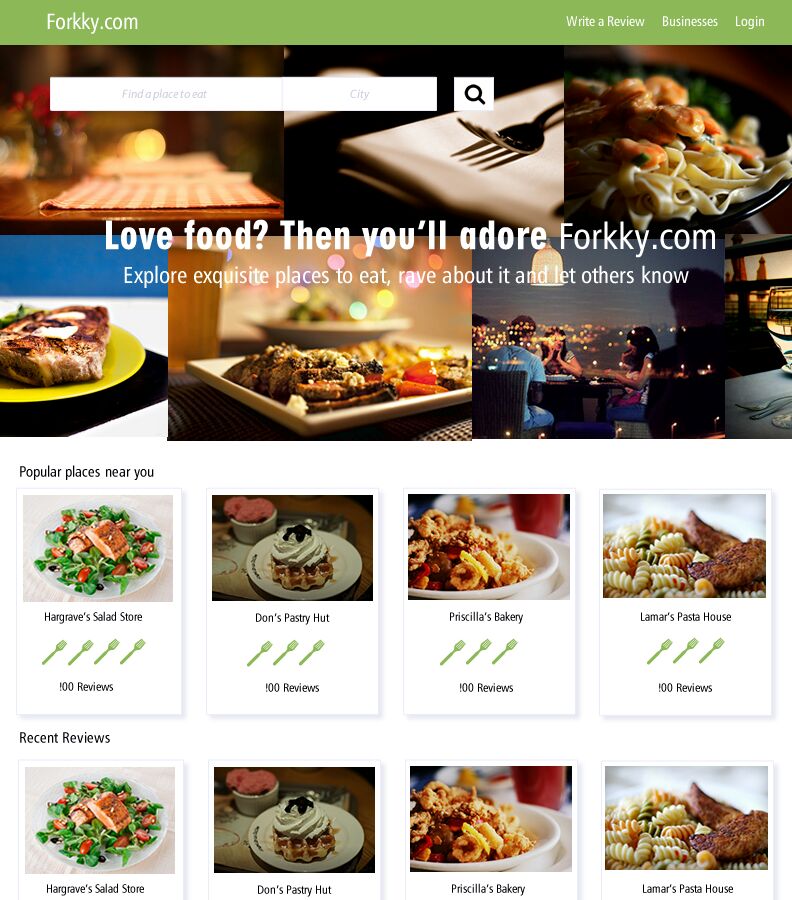 Forkky.com Write a Review Businesses Login
Find a place to eat City
Love food? Then you'll adore Forkky.com
Explore exquisite places to eat, rave about it and let others know
Popular places near you
Hargrave's Salad Store Don's Pastry Hut Priscilla's Bakery Lamar's Pasta House
!00 Reviews !00 Reviews !00 Reviews !00 Reviews
Recent Reviews
Hargrave's Salad Store Don's Pastry Hut Priscilla's Bakery Lamar's Pasta House